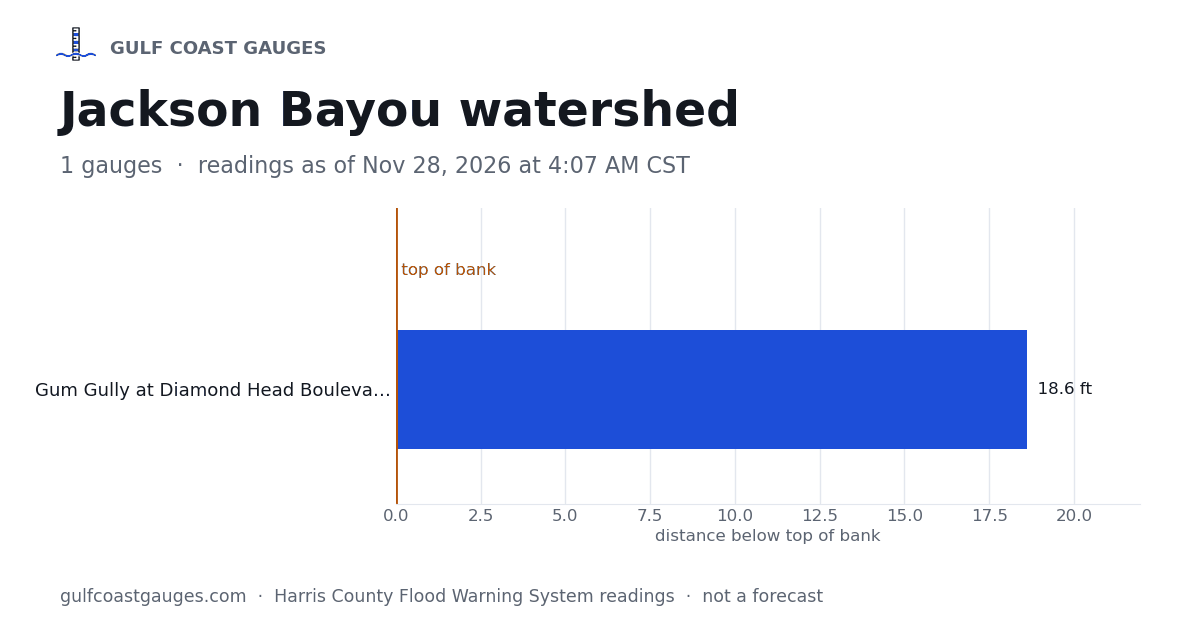 GULF COAST GAUGES
Jackson Bayou watershed
1 gauges · readings as of Nov 28, 2026 at 4:07 AM CST
top of bank
Gum Gully at Diamond Head Bouleva…
18.6 ft
0.0 2.5 5.0 7.5 10.0 12.5 15.0 17.5 20.0
distance below top of bank
gulfcoastgauges.com · Harris County Flood Warning System readings · not a forecast